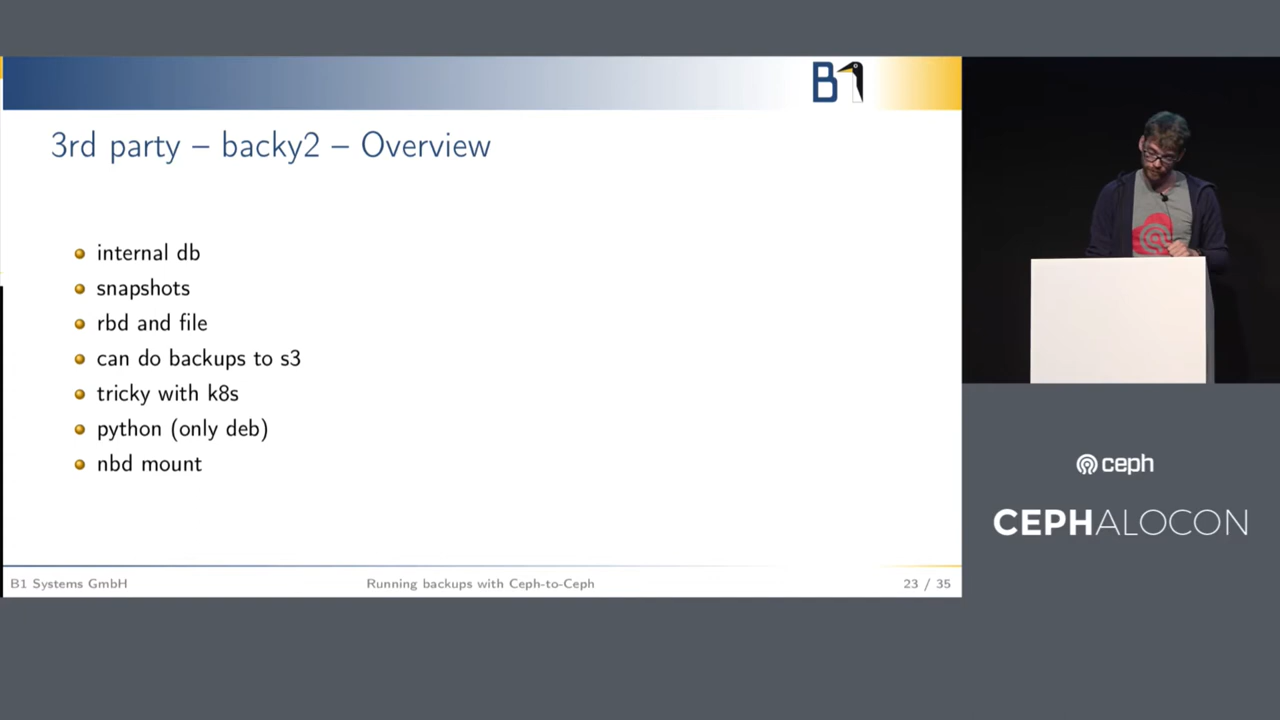 B1
3rd party – backy2 – Overview
internal db
snapshots
rbd and file
can do backups to s3
tricky with k8s
python (only deb)
nbd mount
B1 Systems GmbH
Running backups with Ceph-to-Ceph
23 / 35
ceph
CEPHALOCON